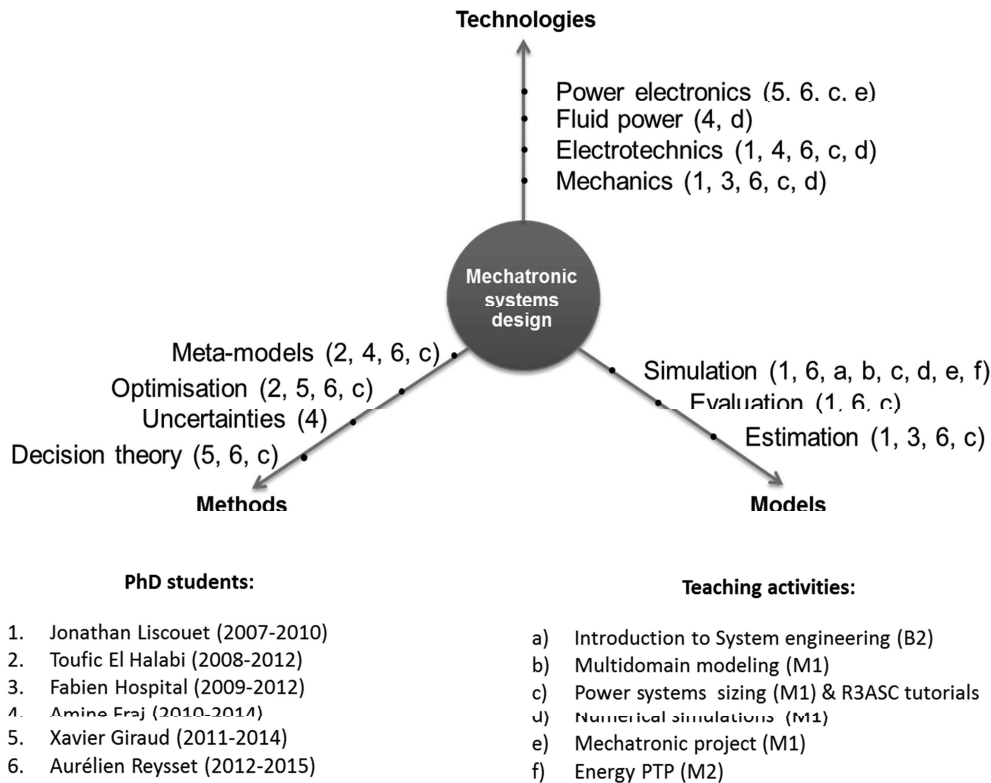 Technologies
Power electronics (5, 6, c, e)
Fluid power (4, d)
Electrotechnics (1, 4, 6, c, d)
Mechanics (1, 3, 6, c, d)
Mechatronic
systems
design
Meta-models (2, 4, 6, c)
Optimisation (2, 5, 6, c)
Uncertainties (4)
Decision theory (5, 6, c)
Methods
Simulation (1, 6, a, b, c, d, e, f)
Evaluation (1, 6, c)
Estimation (1, 3, 6, c)
Models
PhD students:
1. Jonathan Liscouet (2007-2010)
2. Toufic El Halabi (2008-2012)
3. Fabien Hospital (2009-2012)
4. Amine Fraj (2010-2014)
5. Xavier Giraud (2011-2014)
6. Aurélien Reysset (2012-2015)
Teaching activities:
a) Introduction to System engineering (B2)
b) Multidomain modeling (M1)
c) Power systems sizing (M1) & R3ASC tutorials
d) Numerical simulations (M1)
e) Mechatronic project (M1)
f) Energy PTP (M2)